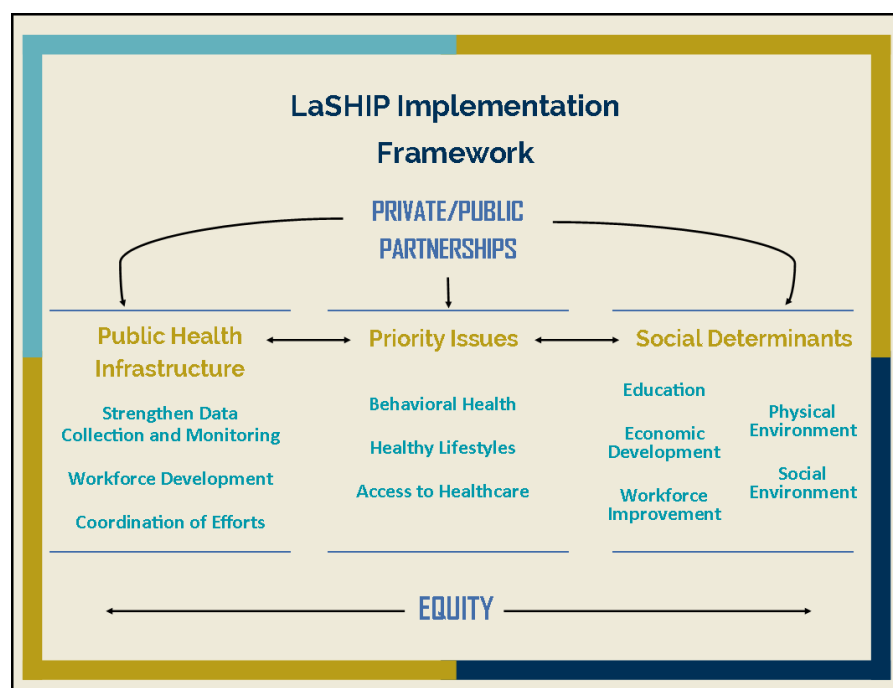 LaSHIP Implementation
Framework
PRIVATE/PUBLIC
PARTNERSHIPS
Public Health
Infrastructure
Strengthen Data
Collection and Monitoring
Workforce Development
Coordination of Efforts
Priority Issues
Behavioral Health
Healthy Lifestyles
Access to Healthcare
Social Determinants
Education
Economic
Development
Workforce
Improvement
Physical
Environment
Social
Environment
EQUITY